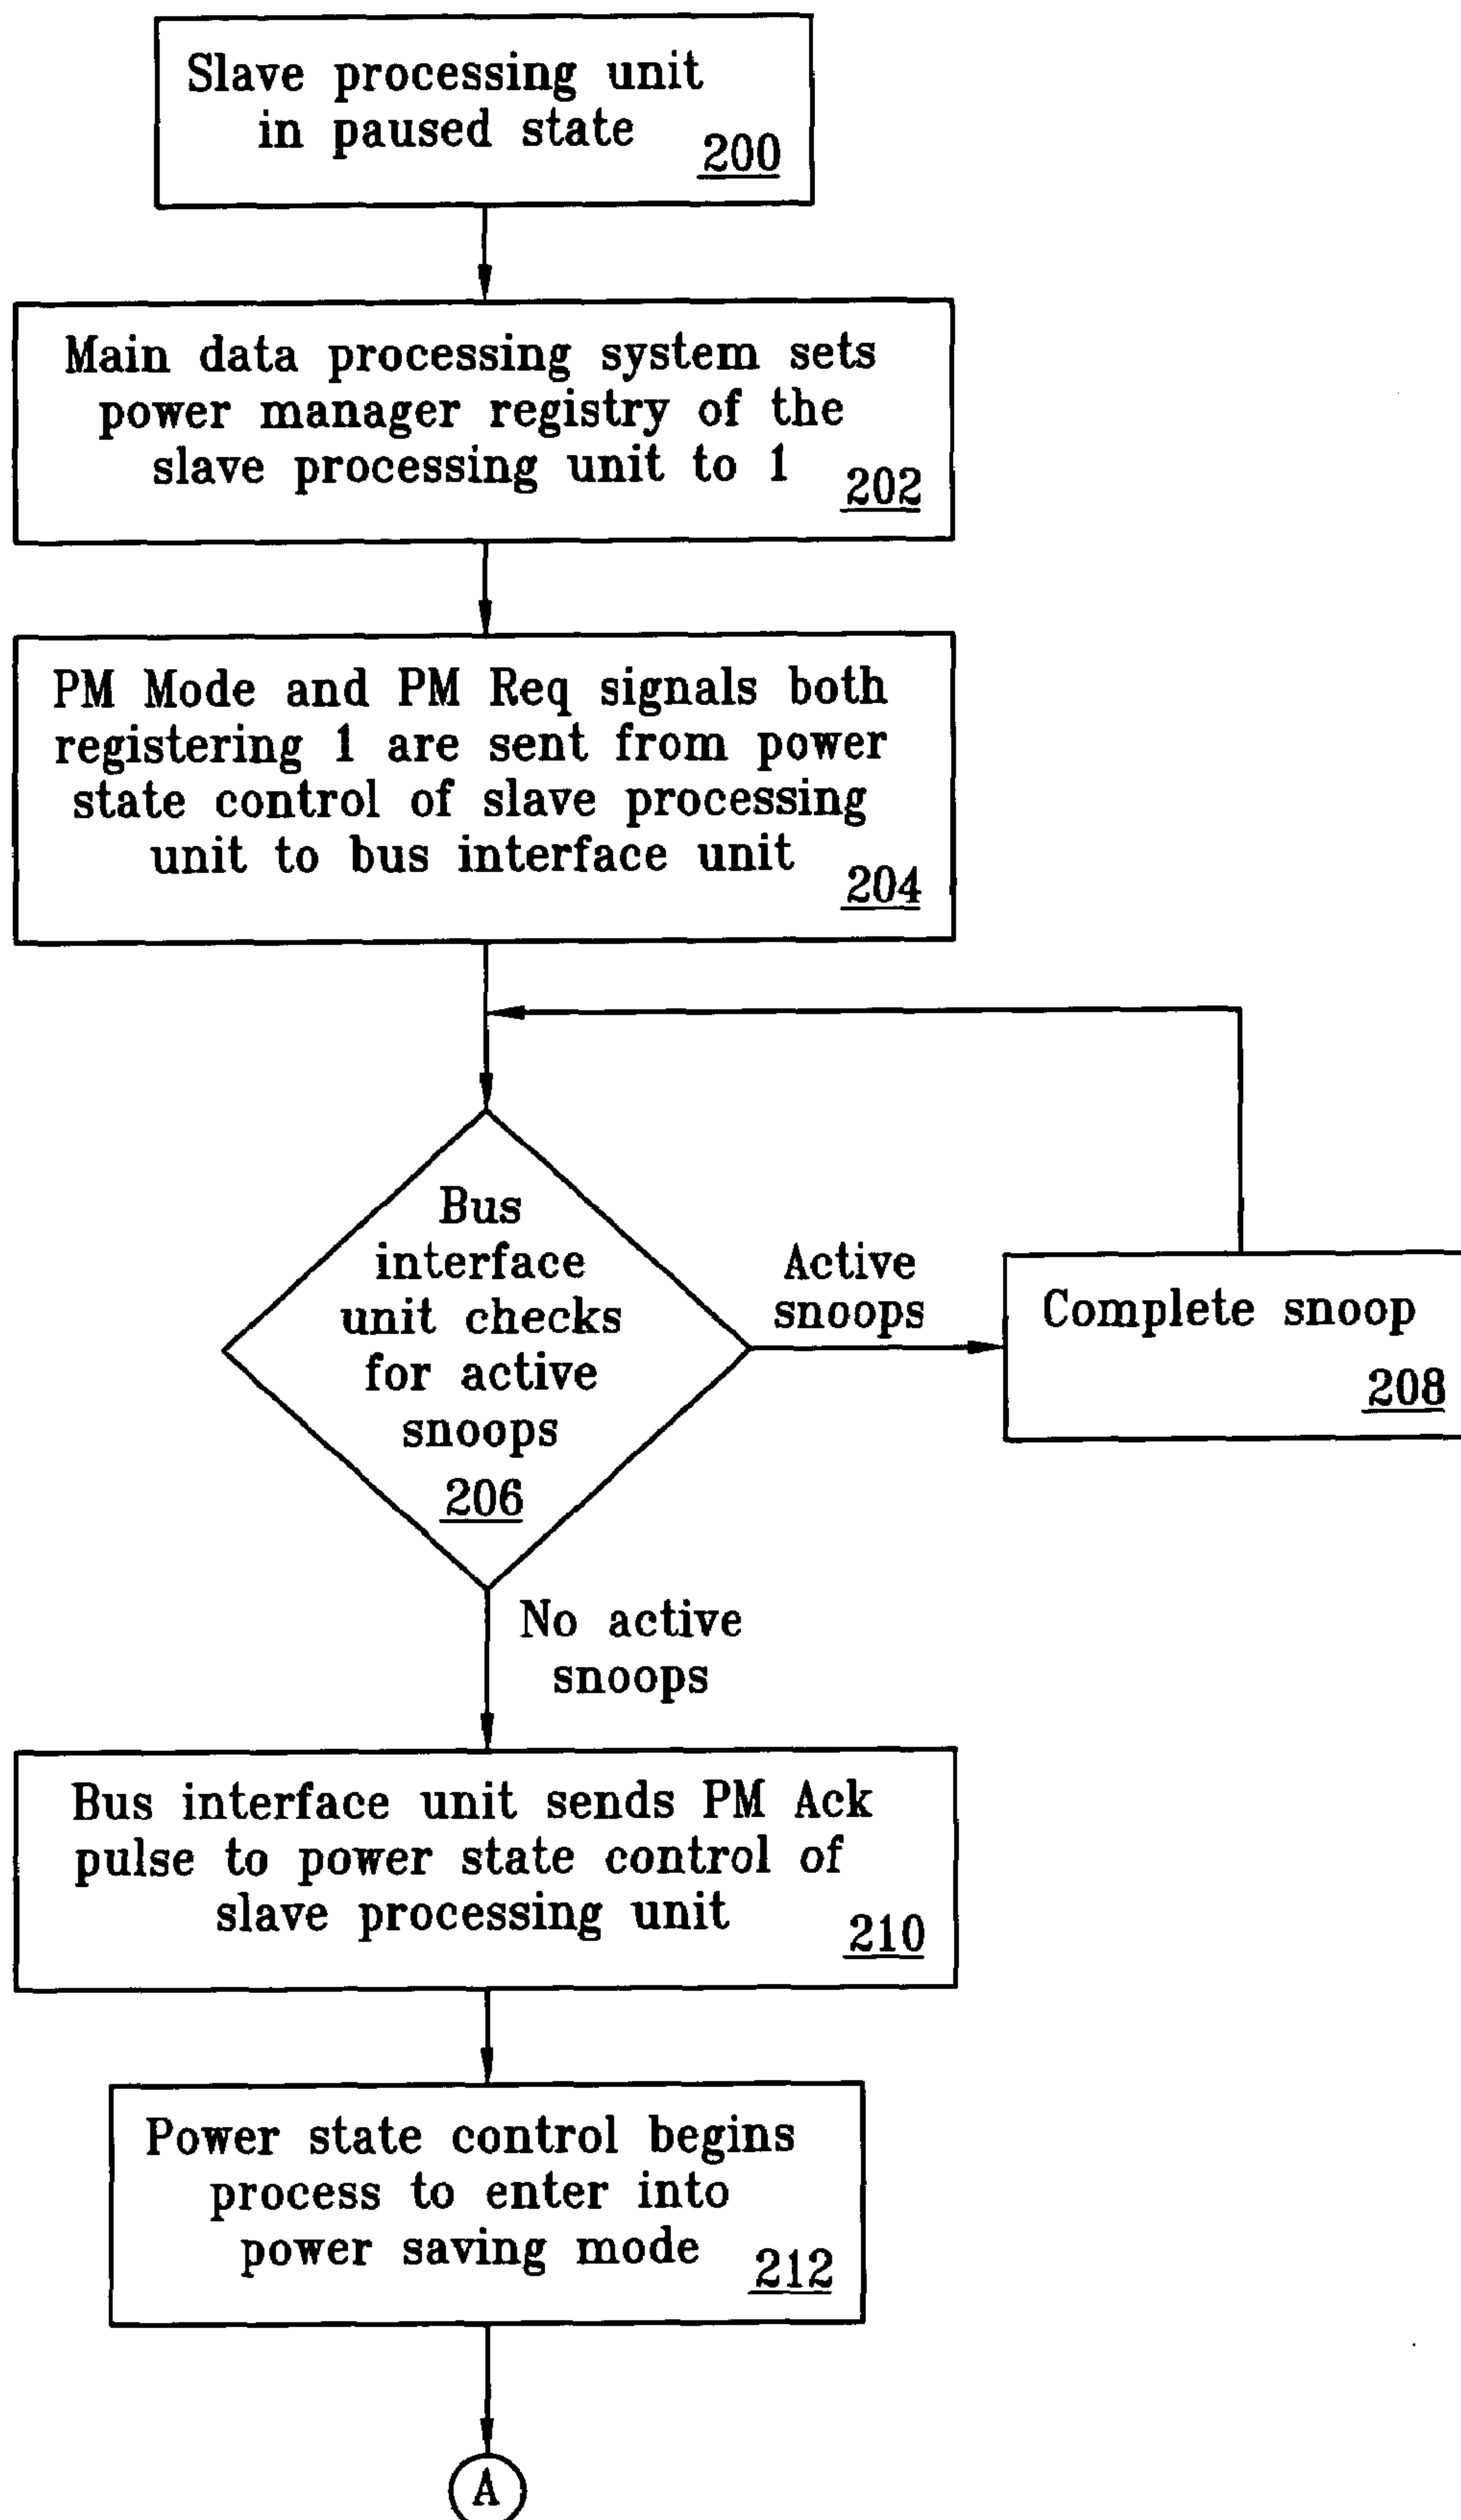 Slave processing unit
in paused state
200
Main data processing system sets
power manager registry of the
slave processing unit to 1
202
PM Mode and PM Req signals both
registering 1 are sent from power
state control of slave processing
unit to bus interface unit
204
Bus
interface
unit checks
for active
snoops
206
Active
snoops
Complete snoop
208
No active
snoops
Bus interface unit sends PM Ack
pulse to power state control of
slave processing unit
210
Power state control begins
process to enter into
power saving mode
212
A